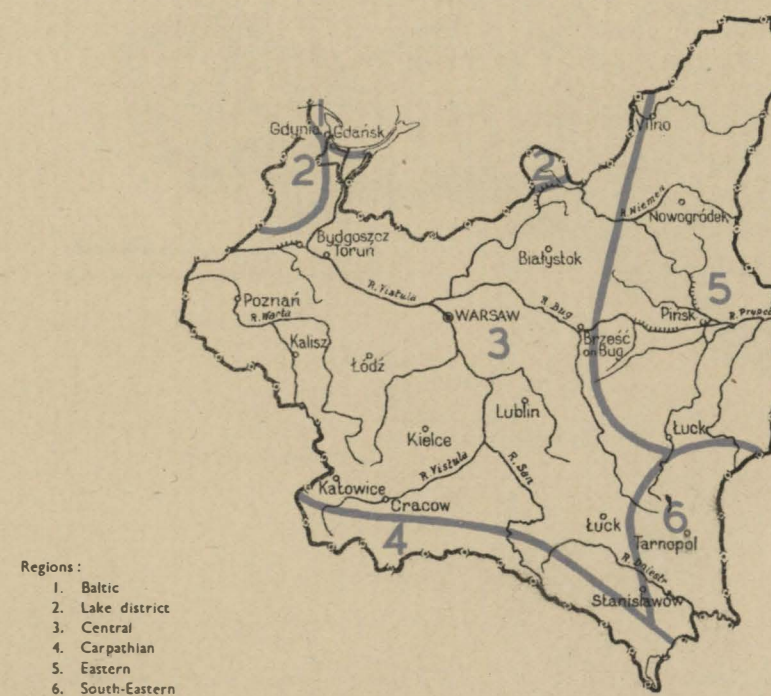 1
Gdynia
Gdańsk
2
2
Wilno
R. Niemen
Nowogródek
Bydgoszcz
Toruń
Białystok
5
Poznań
R. Vistula
R. Bug
R. Warta
WARSAW
Pińsk
R. Prypeć
Kalisz
3
Brześć
on Bug
Łódź
Lublin
Kielce
Łuck
R. Vistula
R. San
Katowice
Cracow
6
4
Łuck
Tarnopol
R. Dniestr
Stanisławów
Regions :
1. Baltic
2. Lake district
3. Central
4. Carpathian
5. Eastern
6. South-Eastern